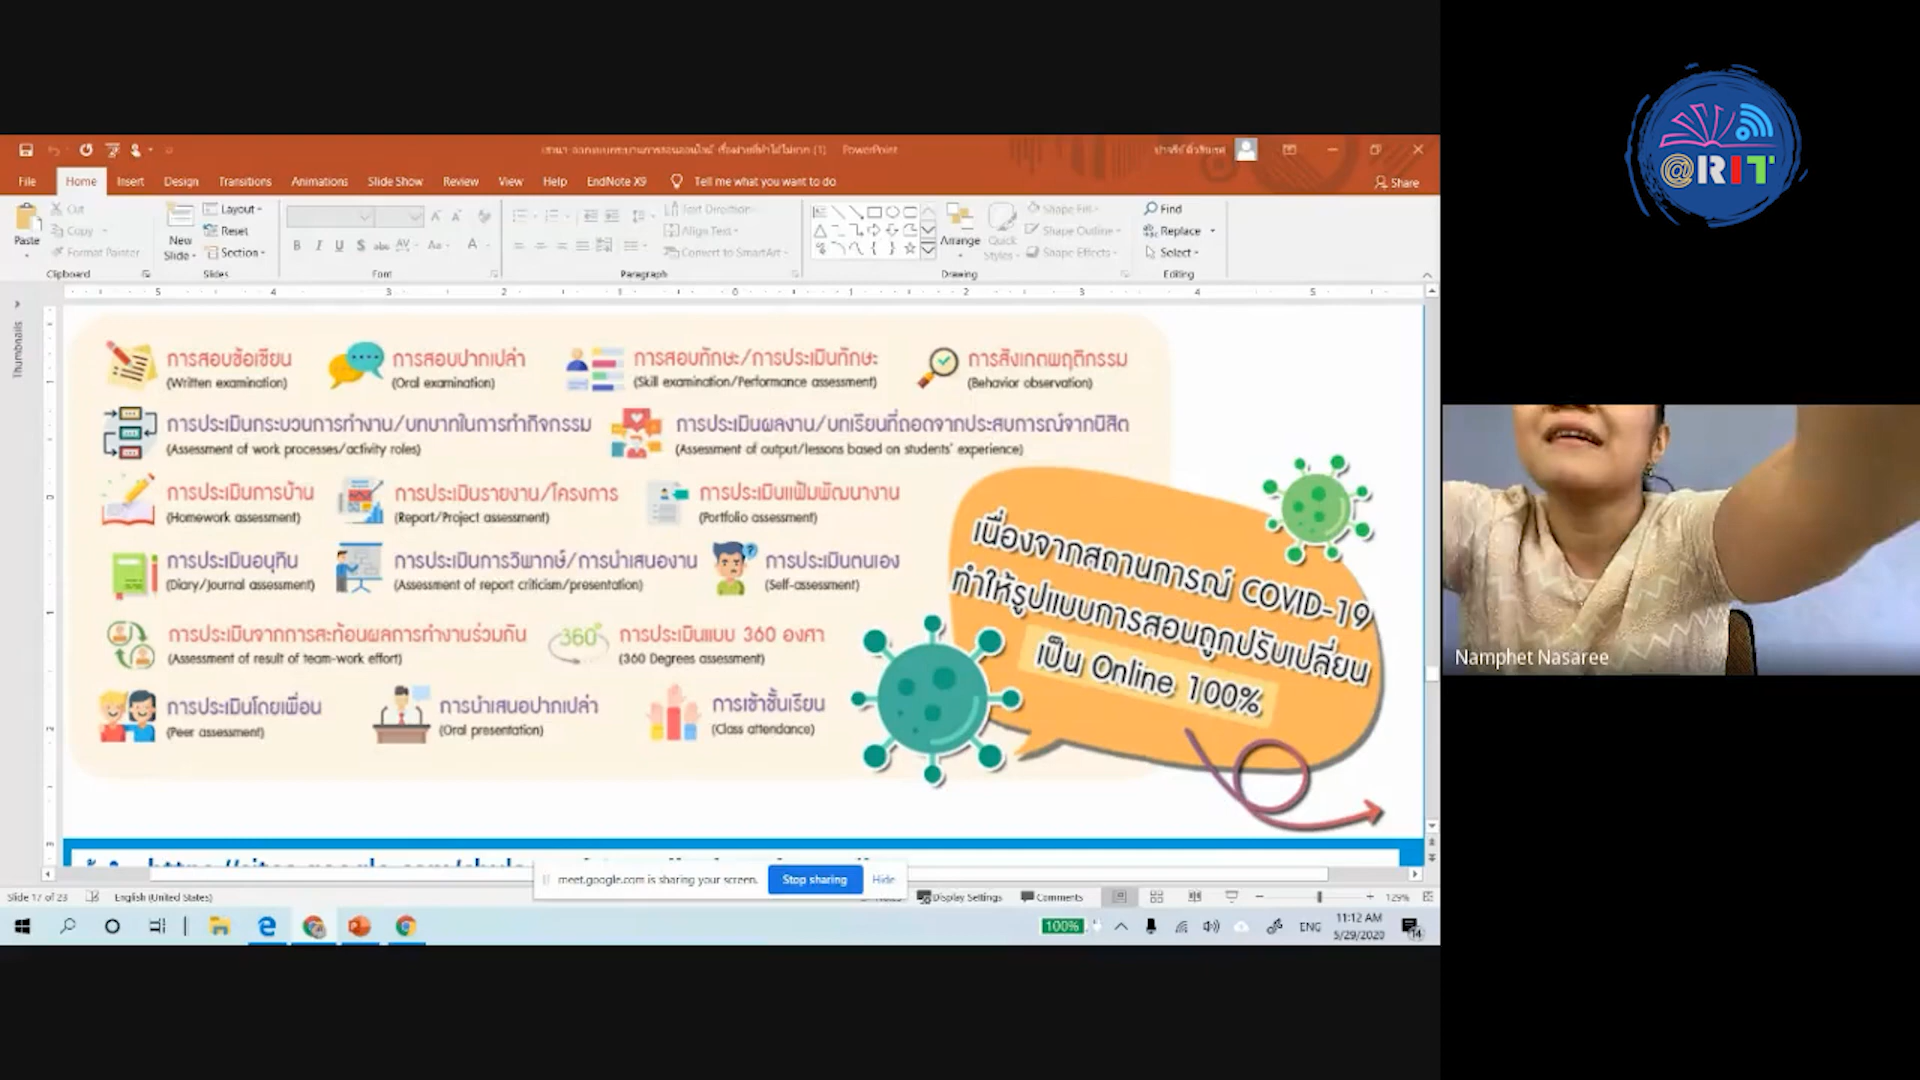 @RIT
PowerPoint
File Home Insert Design Transitions Animations Slide Show Review View Help EndNote X9 Tell me what you want to do Share
Paste
Cut
Copy
Format Painter
Clipboard
New Slide
Layout
Reset
Section
Slides
Font
Text Direction
Align Text
Convert to SmartArt
Paragraph
Arrange
Quick Styles
Shape Fill
Shape Outline
Shape Effects
Drawing
Find
Replace
Select
Editing
Thumbnails
การสอบข้อเขียน
(Written examination)
การสอบปากเปล่า
(Oral examination)
การสอบทักษะ/การประเมินทักษะ
(Skill examination/Performance assessment)
การสังเกตพฤติกรรม
(Behavior observation)
การประเมินกระบวนการทำงาน/บทบาทในการทำกิจกรรม
(Assessment of work processes/activity roles)
การประเมินผลงาน/บทเรียนที่ถอดจากประสบการณ์จากนิสิต
(Assessment of output/lessons based on students' experience)
การประเมินการบ้าน
(Homework assessment)
การประเมินรายงาน/โครงการ
(Report/Project assessment)
การประเมินแฟ้มพัฒนางาน
(Portfolio assessment)
การประเมินอนุทิน
(Diary/Journal assessment)
การประเมินการวิพากษ์/การนำเสนองาน
(Assessment of report criticism/presentation)
การประเมินตนเอง
(Self-assessment)
การประเมินจากการสะท้อนผลการทำงานร่วมกัน
(Assessment of result of team-work effort)
360°
การประเมินแบบ 360 องศา
(360 Degrees assessment)
การประเมินโดยเพื่อน
(Peer assessment)
การนำเสนอปากเปล่า
(Oral presentation)
การเข้าชั้นเรียน
(Class attendance)
เนื่องจากสถานการณ์ COVID-19
ทำให้รูปแบบการสอนถูกปรับเปลี่ยน
เป็น Online 100%
meet.google.com is sharing your screen.
Stop sharing
Hide
Slide 17 of 23
English (United States)
Display Settings
Comments
129%
100%
ENG
11:12 AM
5/29/2020
14
Namphet Nasaree